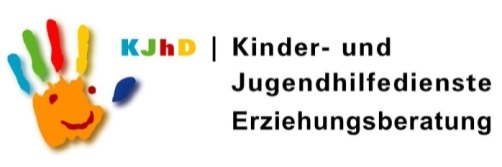 KJhD | Kinder- und
Jugendhilfedienste
Erziehungsberatung